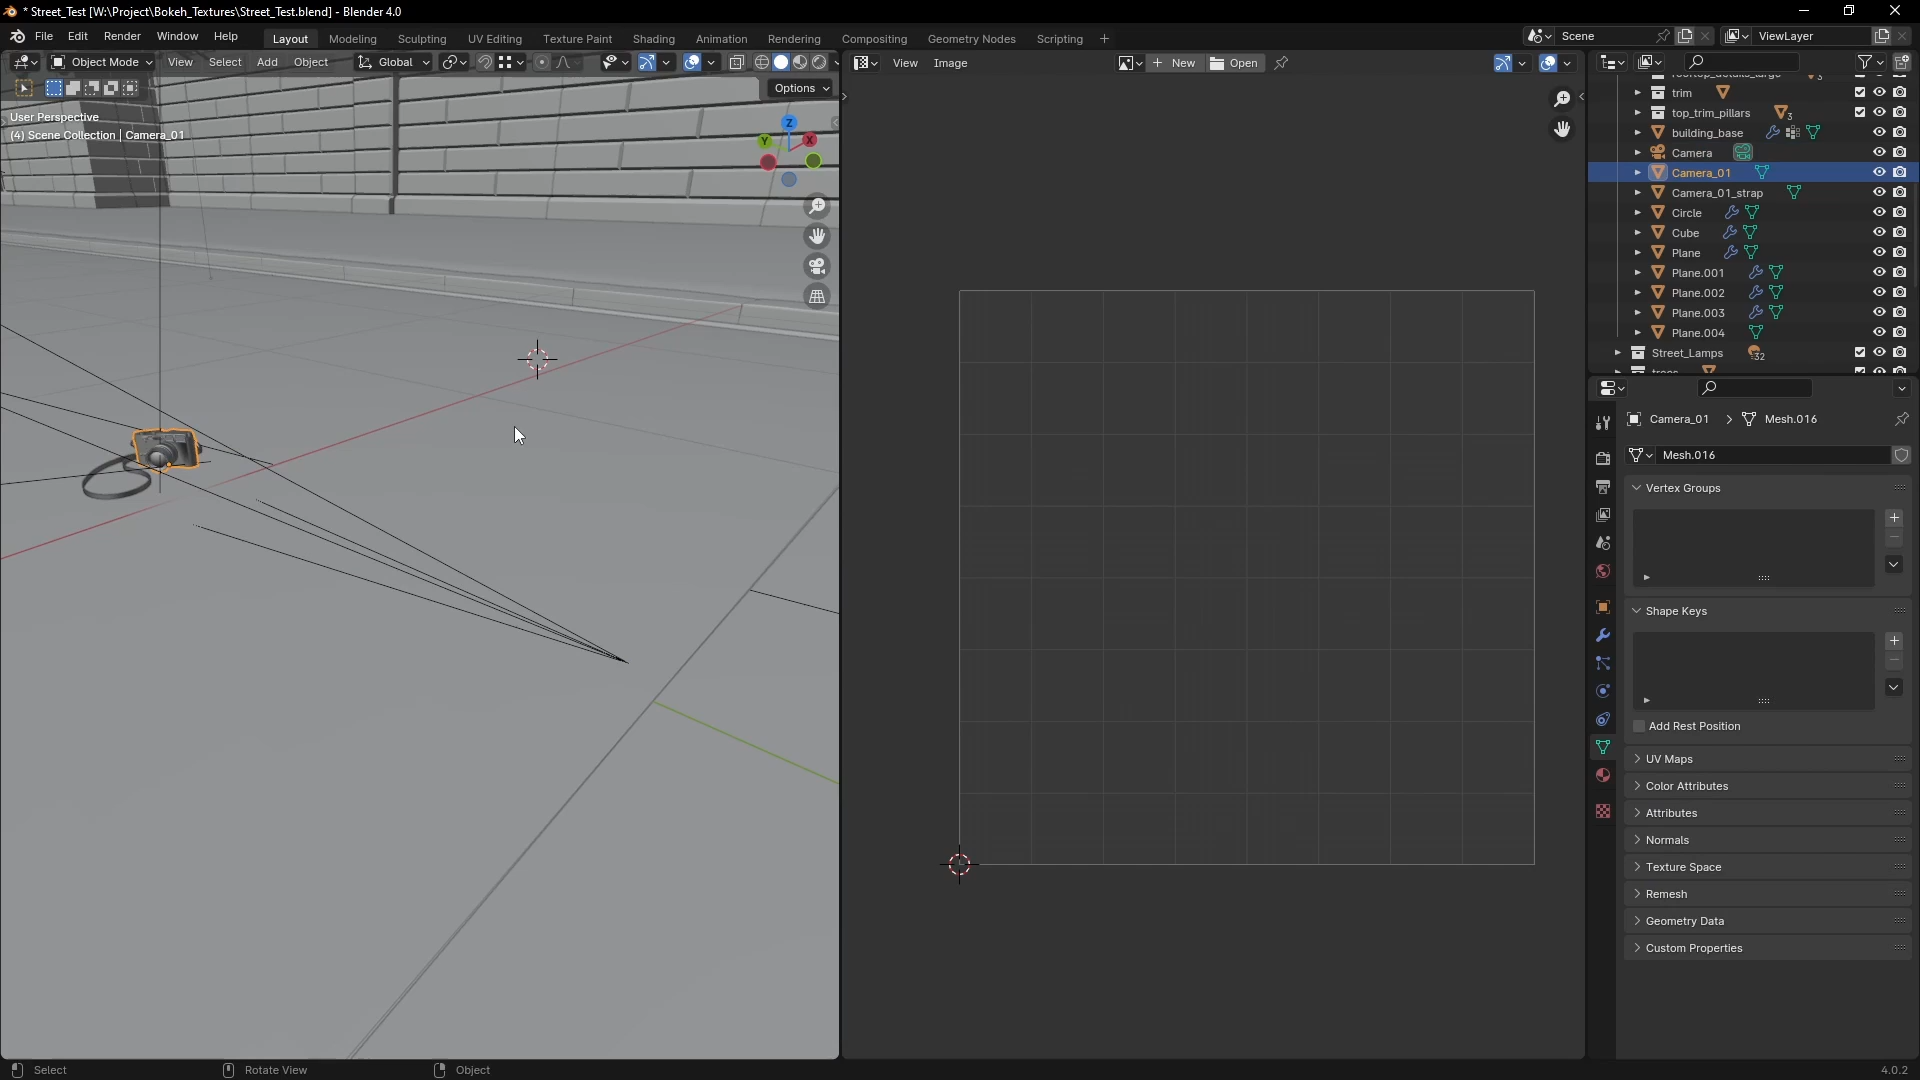 * Street_Test [W:\Project\Bokeh_Textures\Street_Test.blend] - Blender 4.0
File Edit Render Window Help Layout Modeling Sculpting UV Editing Texture Paint Shading Animation Rendering Compositing Geometry Nodes Scripting + Scene ViewLayer
Object Mode View Select Add Object Global
View Image New Open
Options
User Perspective
(4) Scene Collection | Camera_01
Z
Y
X
rooftop_details_large 3
trim
top_trim_pillars 3
building_base
Camera
Camera_01
Camera_01_strap
Circle
Cube
Plane
Plane.001
Plane.002
Plane.003
Plane.004
Street_Lamps 32
trees
Camera_01 > Mesh.016
Mesh.016
Vertex Groups
Shape Keys
Add Rest Position
UV Maps
Color Attributes
Attributes
Normals
Texture Space
Remesh
Geometry Data
Custom Properties
Select Rotate View Object 4.0.2